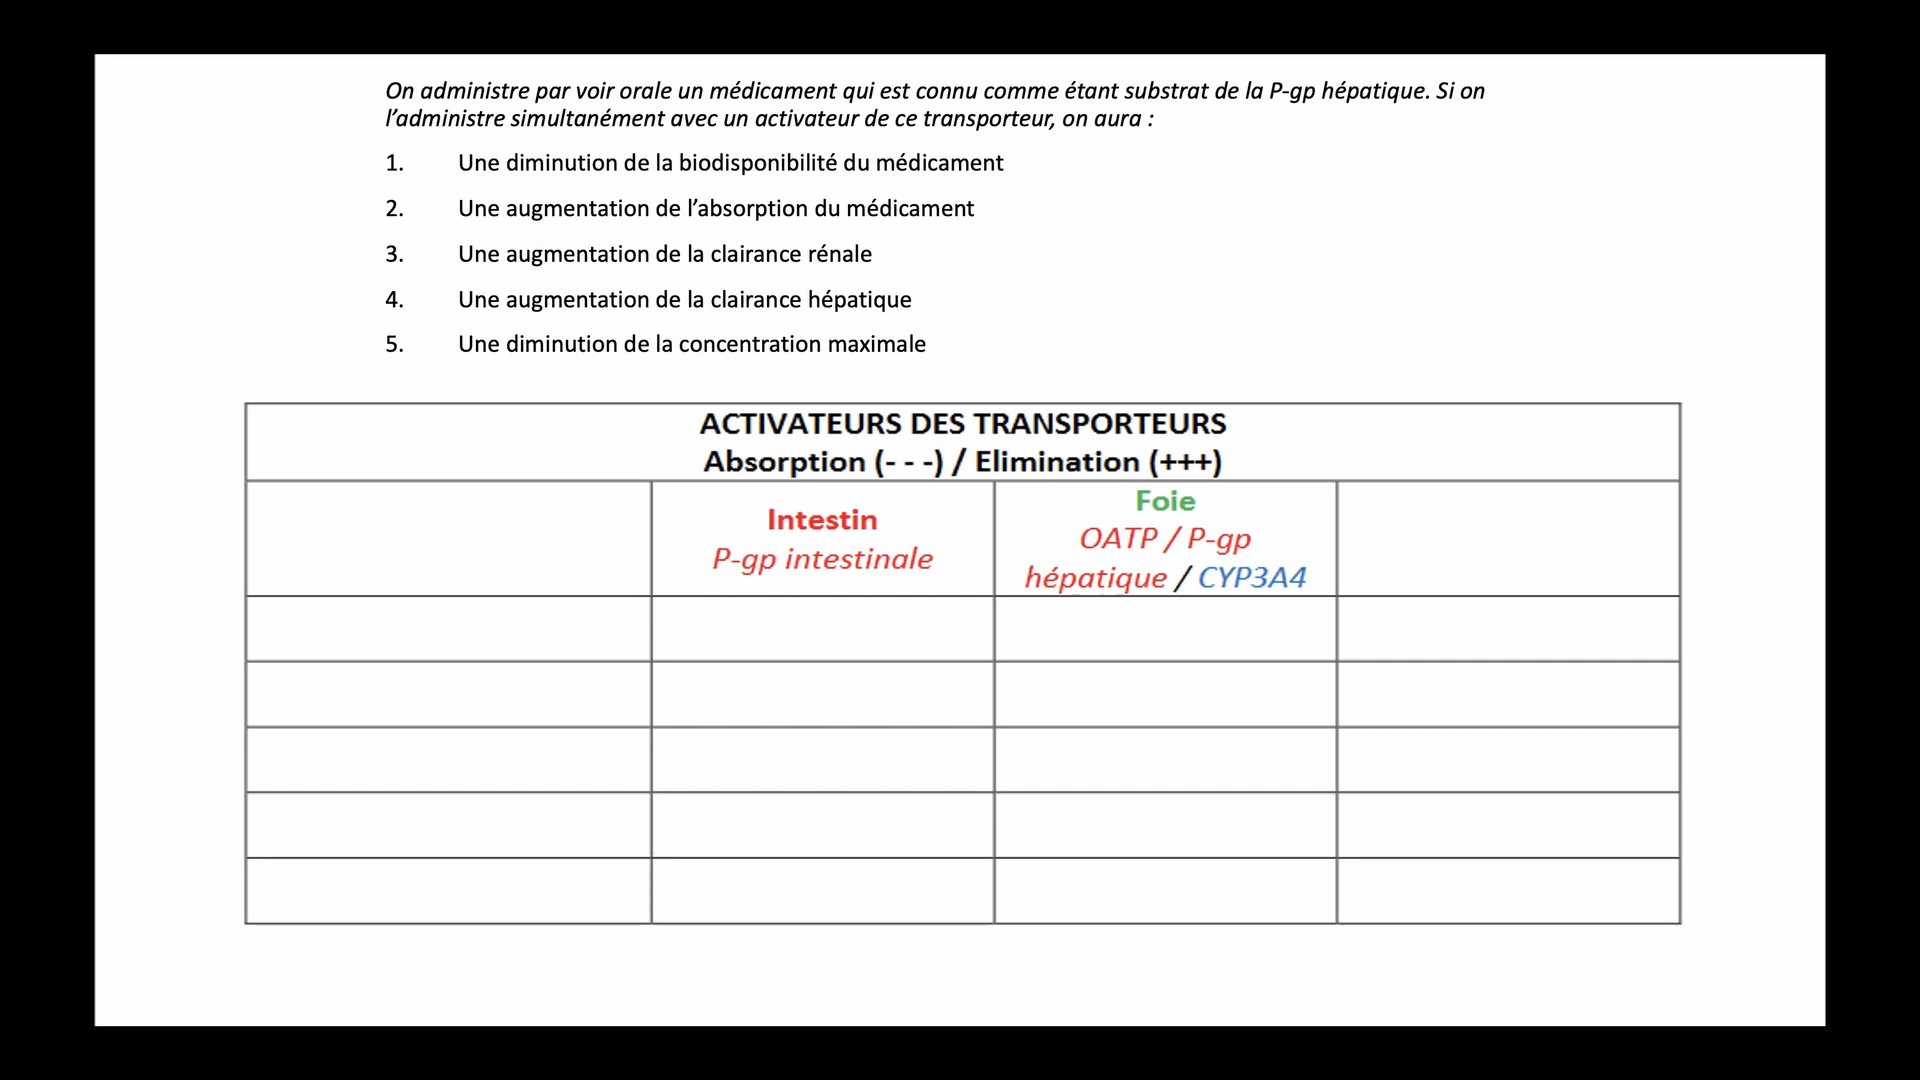 On administre par voir orale un médicament qui est connu comme étant substrat de la P-gp hépatique. Si on
l’administre simultanément avec un activateur de ce transporteur, on aura :
1. Une diminution de la biodisponibilité du médicament
2. Une augmentation de l’absorption du médicament
3. Une augmentation de la clairance rénale
4. Une augmentation de la clairance hépatique
5. Une diminution de la concentration maximale
ACTIVATEURS DES TRANSPORTEURS
Absorption (- - -) / Elimination (+++)
Intestin
P-gp intestinale
Foie
OATP / P-gp
hépatique / CYP3A4